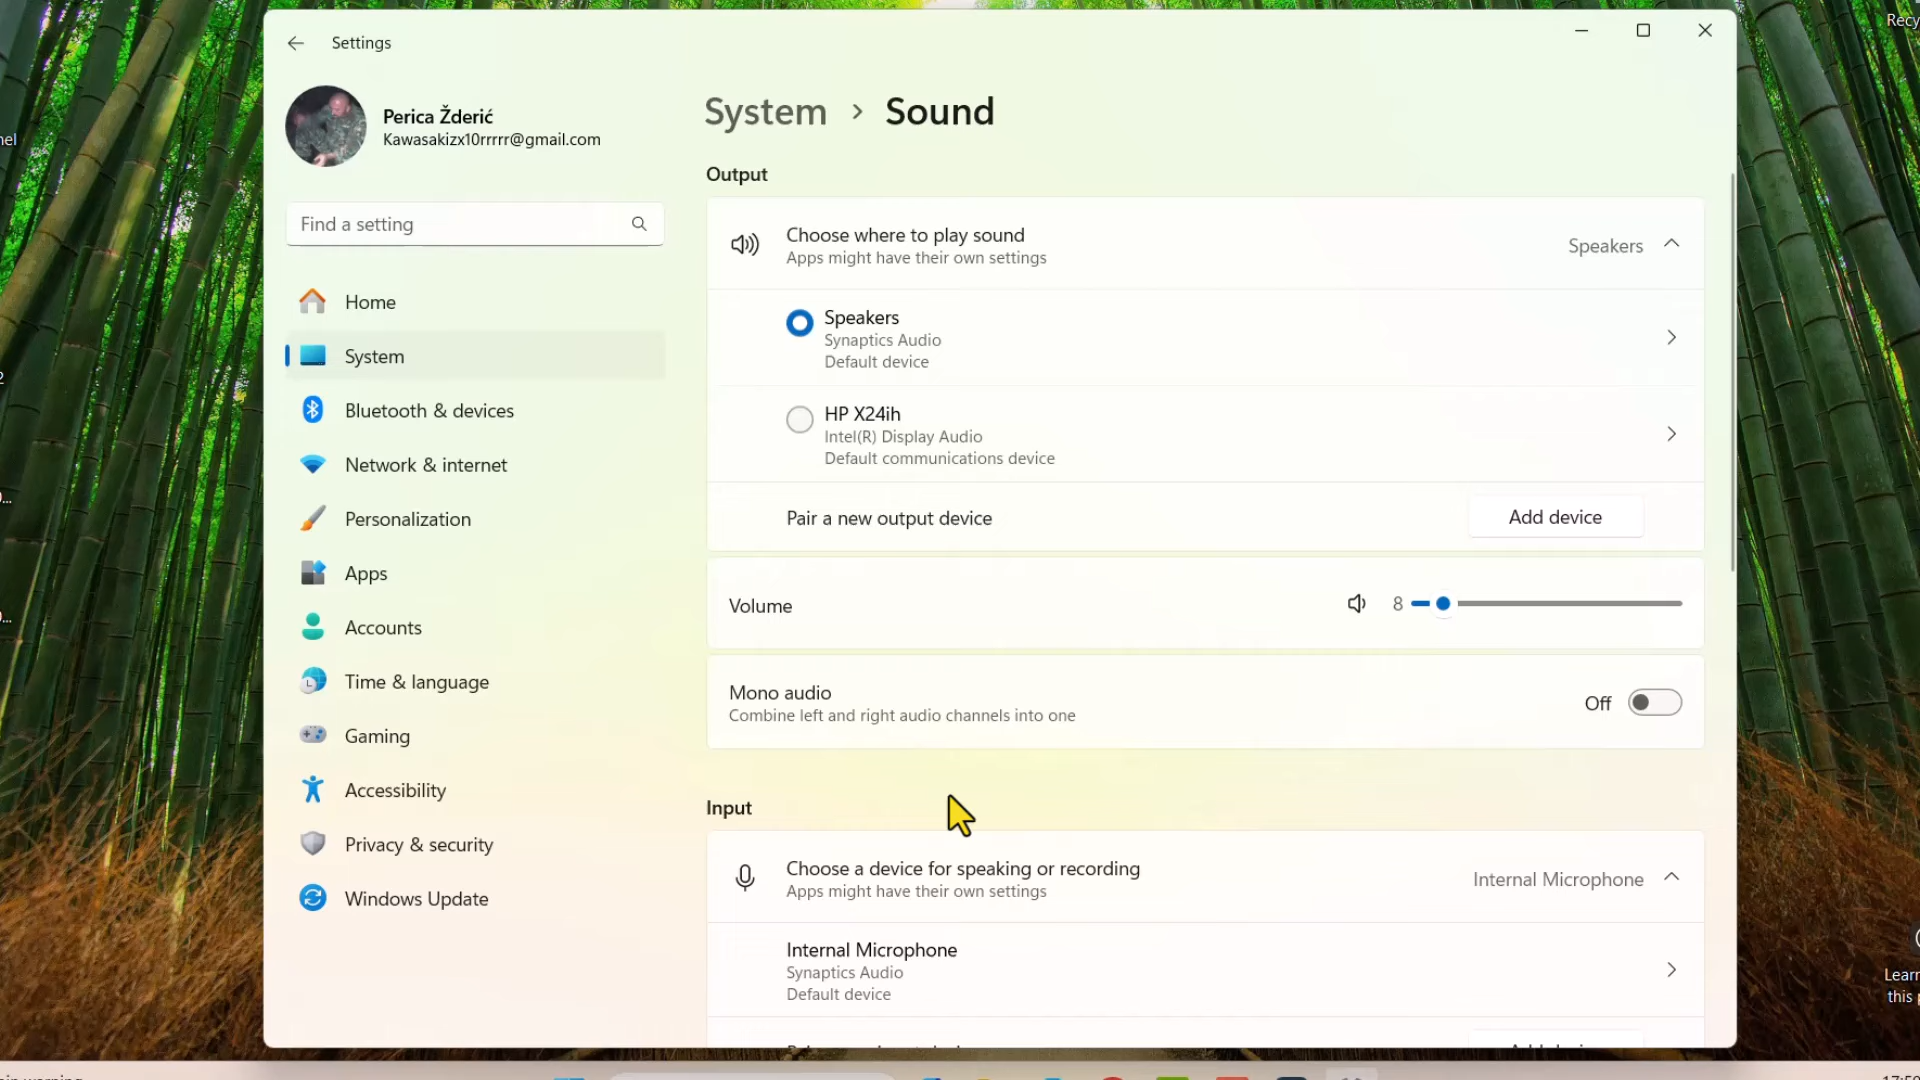 Settings
Perica Žderić
Kawasakizx10rrrrr@gmail.com
Find a setting
Home
System
Bluetooth & devices
Network & internet
Personalization
Apps
Accounts
Time & language
Gaming
Accessibility
Privacy & security
Windows Update
System > Sound
Output
Choose where to play sound
Apps might have their own settings
Speakers
Speakers
Synaptics Audio
Default device
HP X24ih
Intel(R) Display Audio
Default communications device
Pair a new output device
Add device
Volume
8
Mono audio
Combine left and right audio channels into one
Off
Input
Choose a device for speaking or recording
Apps might have their own settings
Internal Microphone
Internal Microphone
Synaptics Audio
Default device
Recy
Learn
this